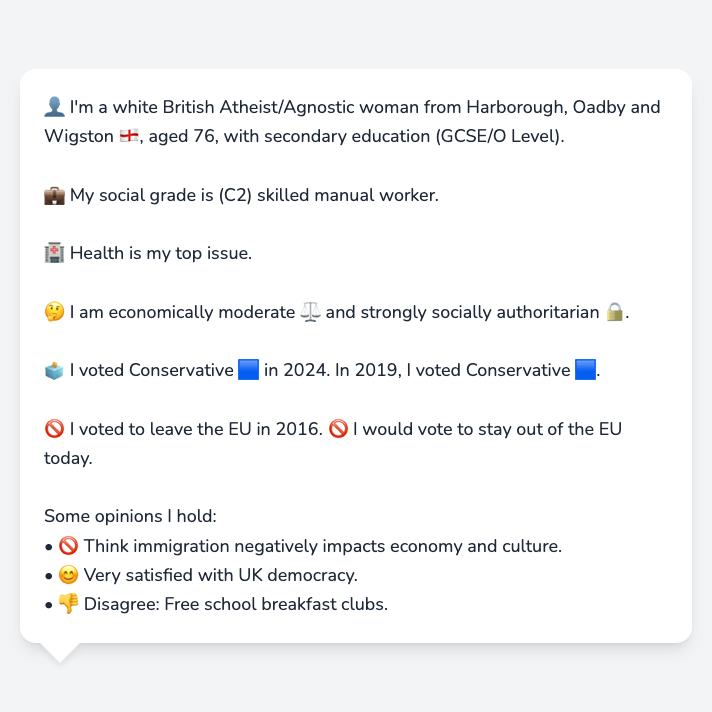 👤 I'm a white British Atheist/Agnostic woman from Harborough, Oadby and
Wigston 🏴󠁧󠁢󠁥󠁮󠁧󠁿, aged 76, with secondary education (GCSE/O Level).
💼 My social grade is (C2) skilled manual worker.
🏥 Health is my top issue.
🤔 I am economically moderate ⚖️ and strongly socially authoritarian 🔒.
🗳️ I voted Conservative 🟦 in 2024. In 2019, I voted Conservative 🟦.
🚫 I voted to leave the EU in 2016. 🚫 I would vote to stay out of the EU
today.
Some opinions I hold:
• 🚫 Think immigration negatively impacts economy and culture.
• 😊 Very satisfied with UK democracy.
• 👎 Disagree: Free school breakfast clubs.